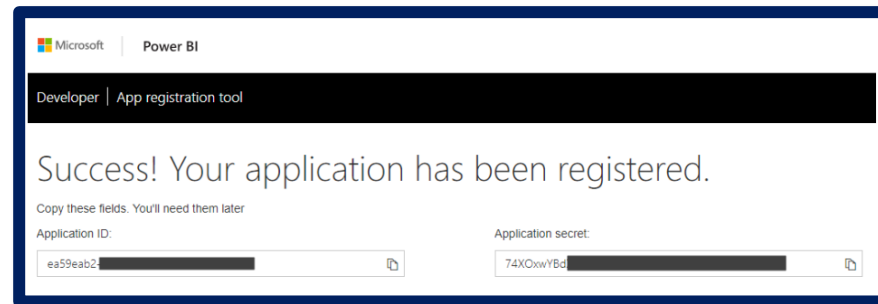 Microsoft Power BI
Developer App registration tool
Success! Your application has been registered.
Copy these fields. You'll need them later
Application ID: Application secret:
ea59eab2- 74XOxwYBd